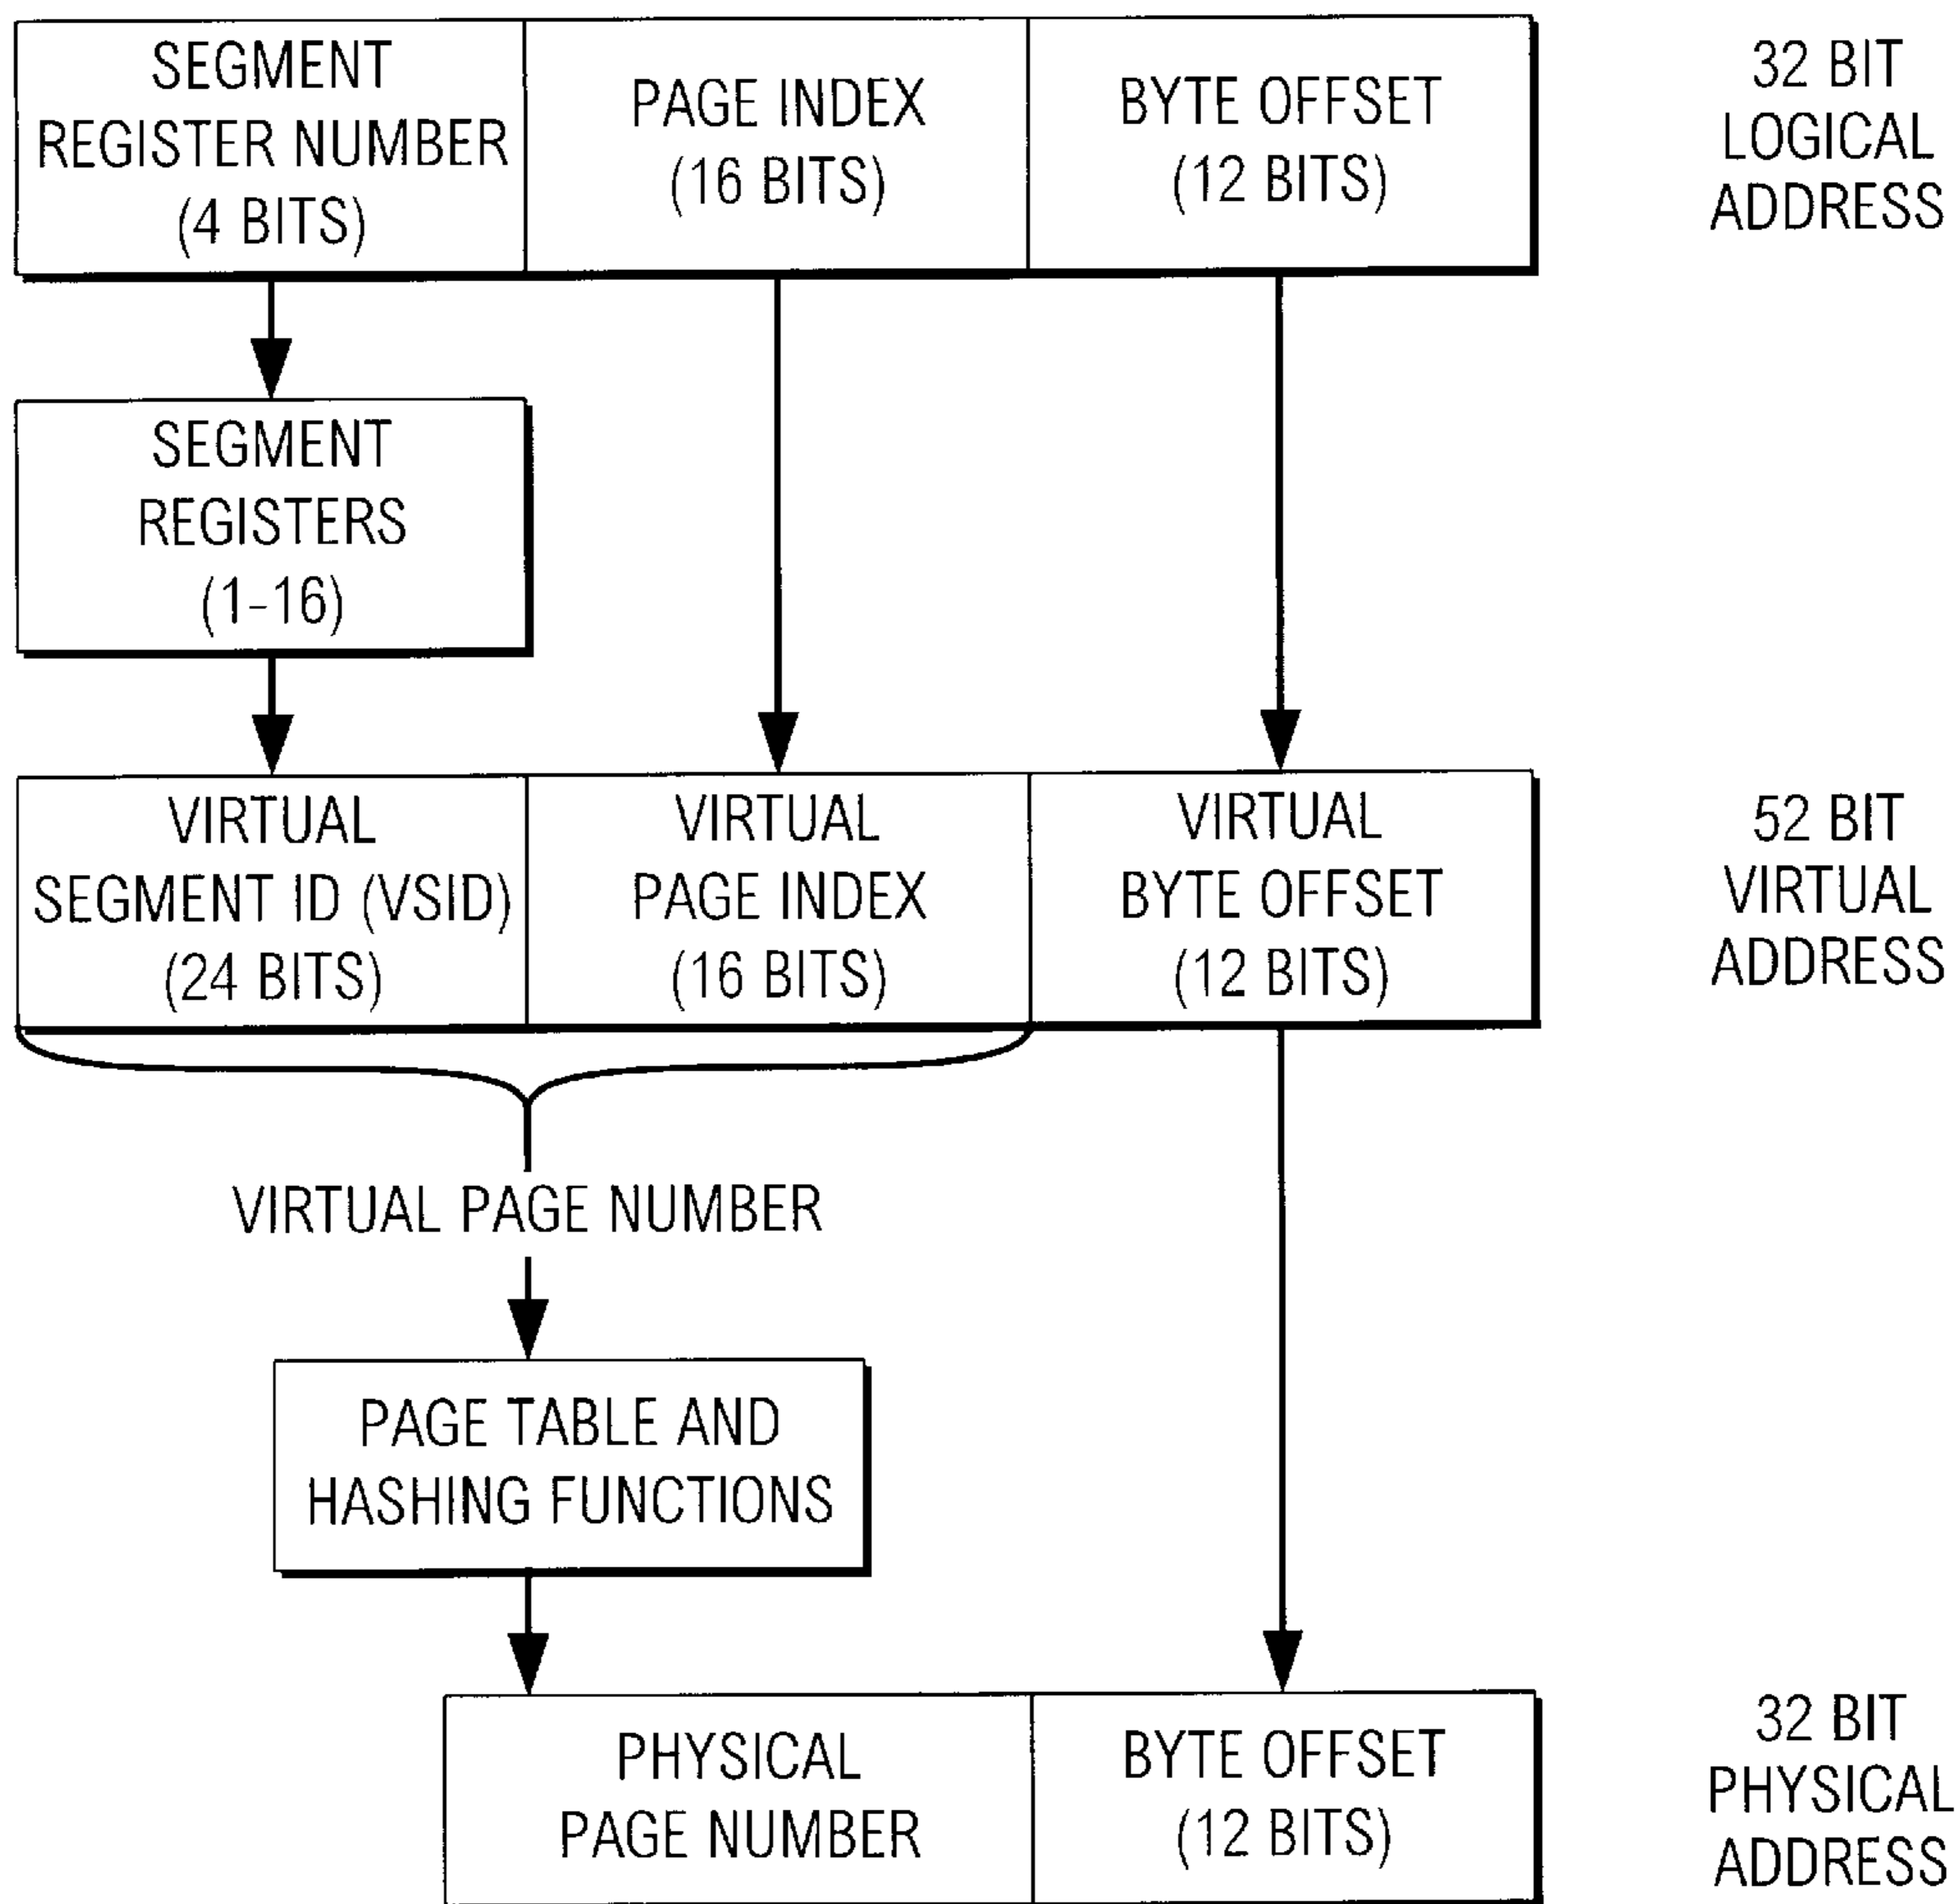 SEGMENT
REGISTER NUMBER
(4 BITS)
PAGE INDEX
(16 BITS)
BYTE OFFSET
(12 BITS)
32 BIT
LOGICAL
ADDRESS
SEGMENT
REGISTERS
(1-16)
VIRTUAL
SEGMENT ID (VSID)
(24 BITS)
VIRTUAL
PAGE INDEX
(16 BITS)
VIRTUAL
BYTE OFFSET
(12 BITS)
52 BIT
VIRTUAL
ADDRESS
VIRTUAL PAGE NUMBER
PAGE TABLE AND
HASHING FUNCTIONS
PHYSICAL
PAGE NUMBER
BYTE OFFSET
(12 BITS)
32 BIT
PHYSICAL
ADDRESS